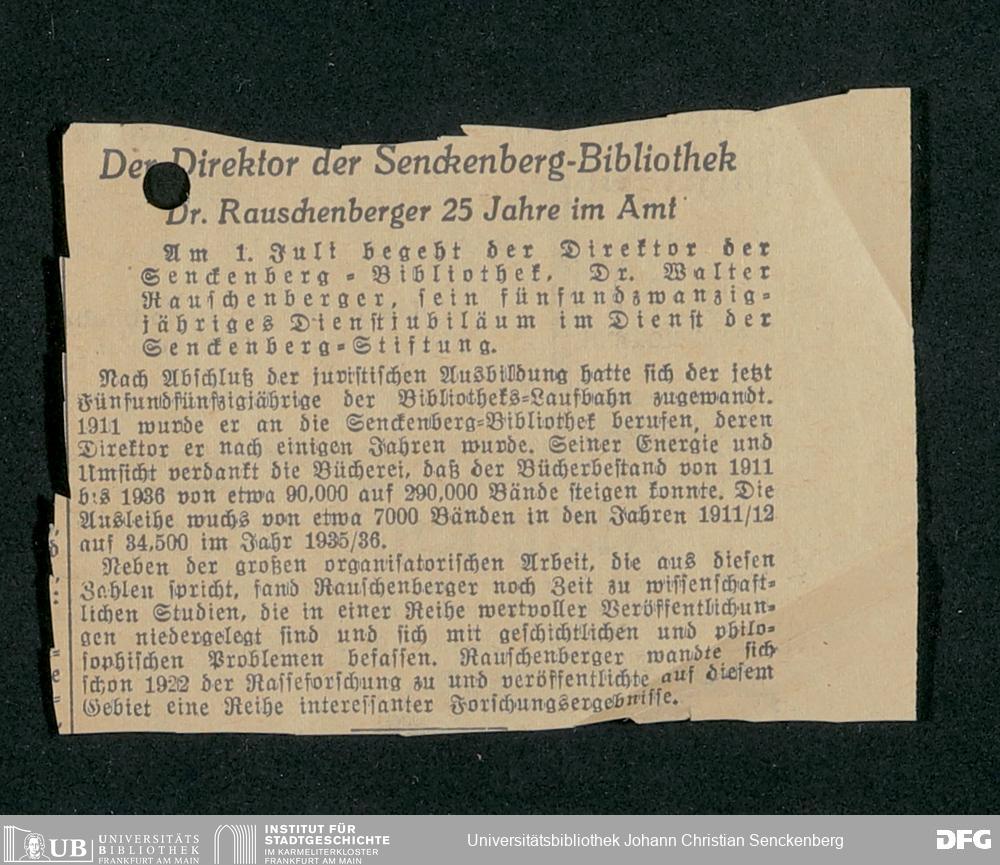 Der Direktor der Senckenberg-Bibliothek
Dr. Rauschenberger 25 Jahre im Amt
Am 1. Juli begeht der Direktor der
Senckenberg-Bibliothek, Dr. Walter
Rauschenberger, sein fünfundzwanzig-
jähriges Dienstjubiläum im Dienst der
Senckenberg-Stiftung.
Nach Abschluß der juristischen Ausbildung hatte sich der jetzt
Fünfundfünfzigjährige der Bibliotheks-Laufbahn zugewandt.
1911 wurde er an die Senckenberg-Bibliothek berufen, deren
Direktor er nach einigen Jahren wurde. Seiner Energie und
Umsicht verdankt die Bücherei, daß der Bücherbestand von 1911
bis 1936 von etwa 90,000 auf 290,000 Bände steigen konnte. Die
Ausleihe wuchs von etwa 7000 Bänden in den Jahren 1911/12
auf 34,500 im Jahr 1935/36.
Neben der großen organisatorischen Arbeit, die aus diesen
Zahlen spricht, fand Rauschenberger noch Zeit zu wissenschaft-
lichen Studien, die in einer Reihe wertvoller Veröffentlichun-
gen niedergelegt sind und sich mit geschichtlichen und philo-
sophischen Problemen befassen. Rauschenberger wandte sich
schon 1922 der Rasseforschung zu und veröffentlichte auf diesem
Gebiet eine Reihe interessanter Forschungsergebnisse.
UB UNIVERSITÄTS
BIBLIOTHEK
FRANKFURT AM MAIN
INSTITUT FÜR
STADTGESCHICHTE
IM KARMELITERKLOSTER
FRANKFURT AM MAIN
Universitätsbibliothek Johann Christian Senckenberg
DFG